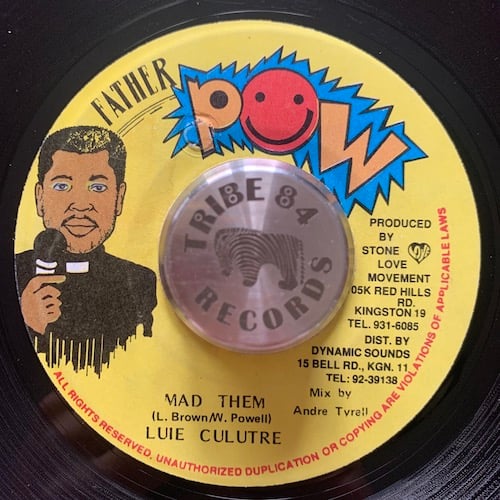 FATHER
POW
TRIBE 84
RECORDS
PRODUCED
BY
STONE LOVE
LOVE
MOVEMENT
05K RED HILLS
RD.
KINGSTON 19
TEL. 931-6085
DIST. BY
DYNAMIC SOUNDS
15 BELL RD., KGN. 11
TEL: 92-39138
Mix by
Andre Tyrell
MAD THEM
(L. Brown/W. Powell)
LUIE CULUTRE
ALL RIGHTS RESERVED. UNAUTHORIZED DUPLICATION OR COPYING ARE VIOLATIONS OF APPLICABLE LAWS